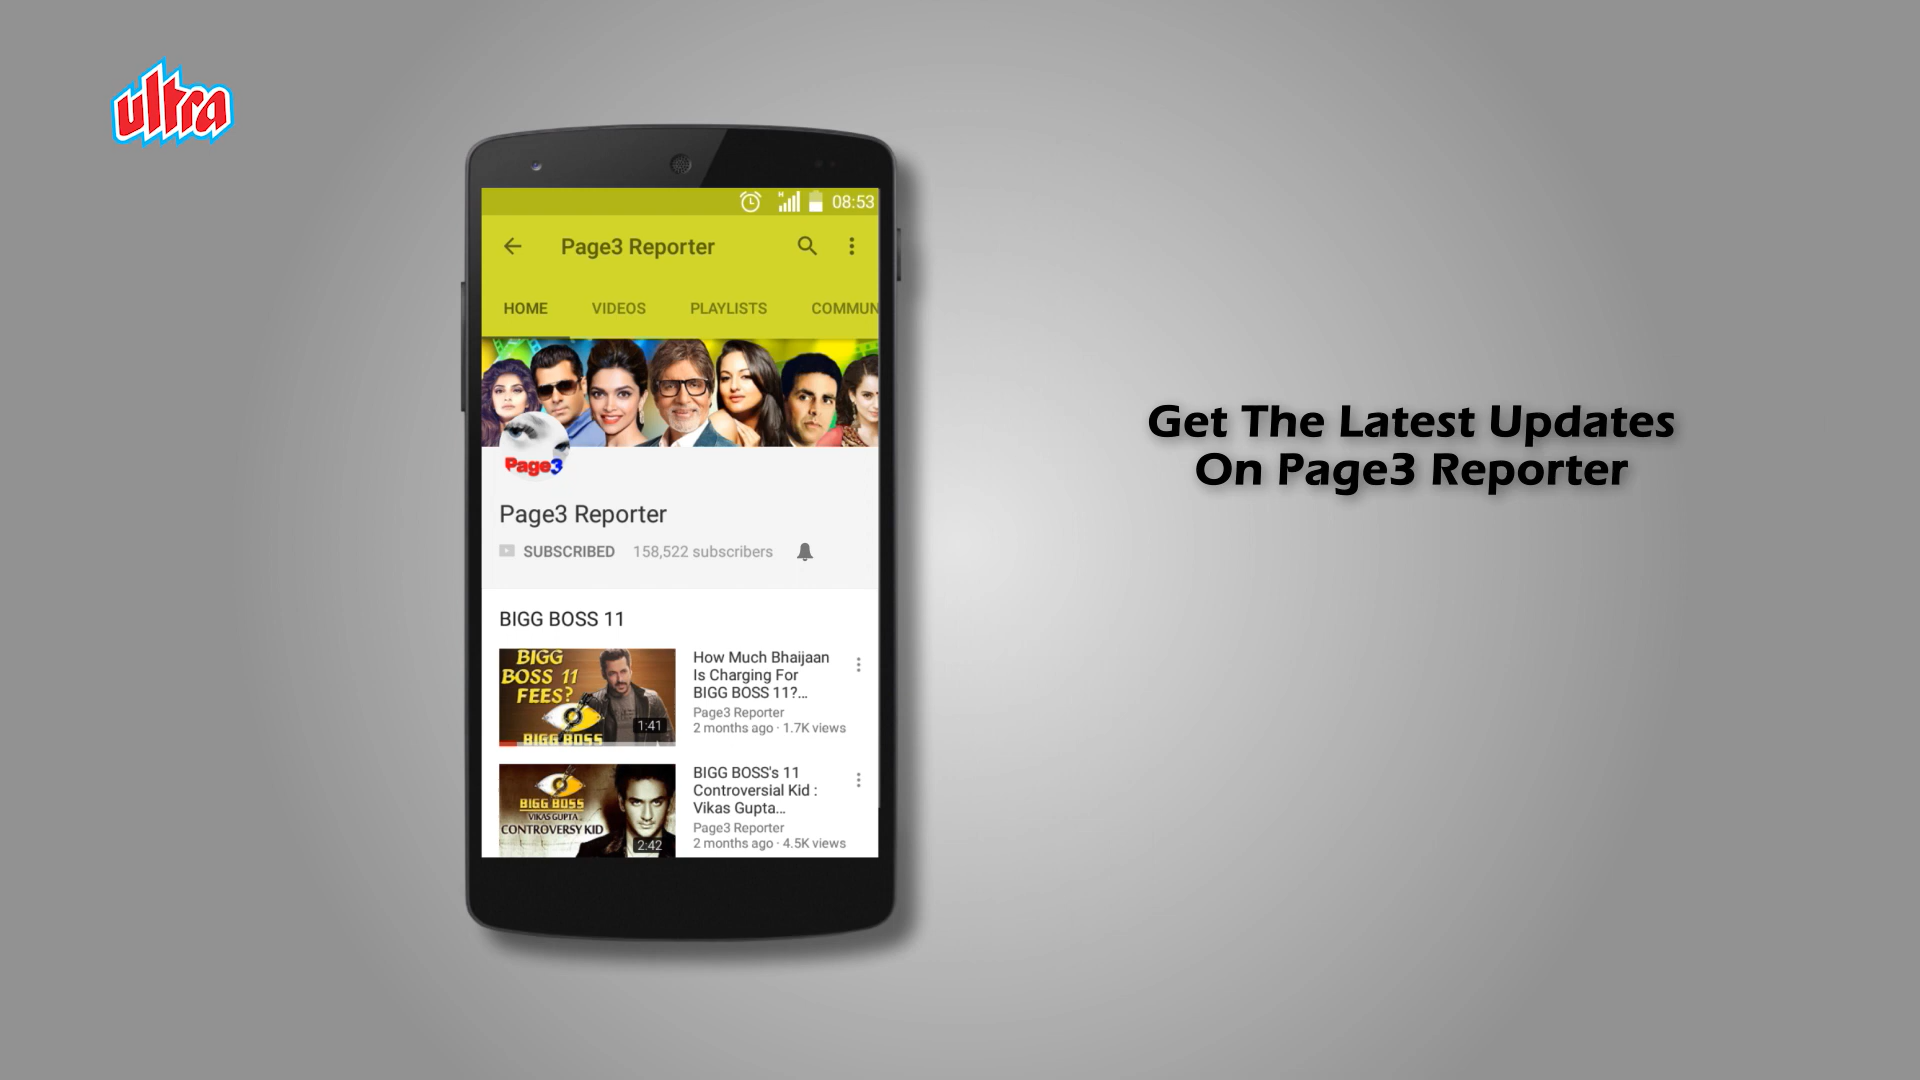 ultra
08:53
Page3 Reporter
HOME VIDEOS PLAYLISTS COMMUN
Page3
Page3 Reporter
SUBSCRIBED 158,522 subscribers
BIGG BOSS 11
BIGG
BOSS 11
FEES?
BIGG BOSS
1:41
How Much Bhaijaan
Is Charging For
BIGG BOSS 11?...
Page3 Reporter
2 months ago · 1.7K views
BIGG BOSS
VIKAS GUPTA
CONTROVERSY KID
2:42
BIGG BOSS's 11
Controversial Kid :
Vikas Gupta...
Page3 Reporter
2 months ago · 4.5K views
Get The Latest Updates
On Page3 Reporter